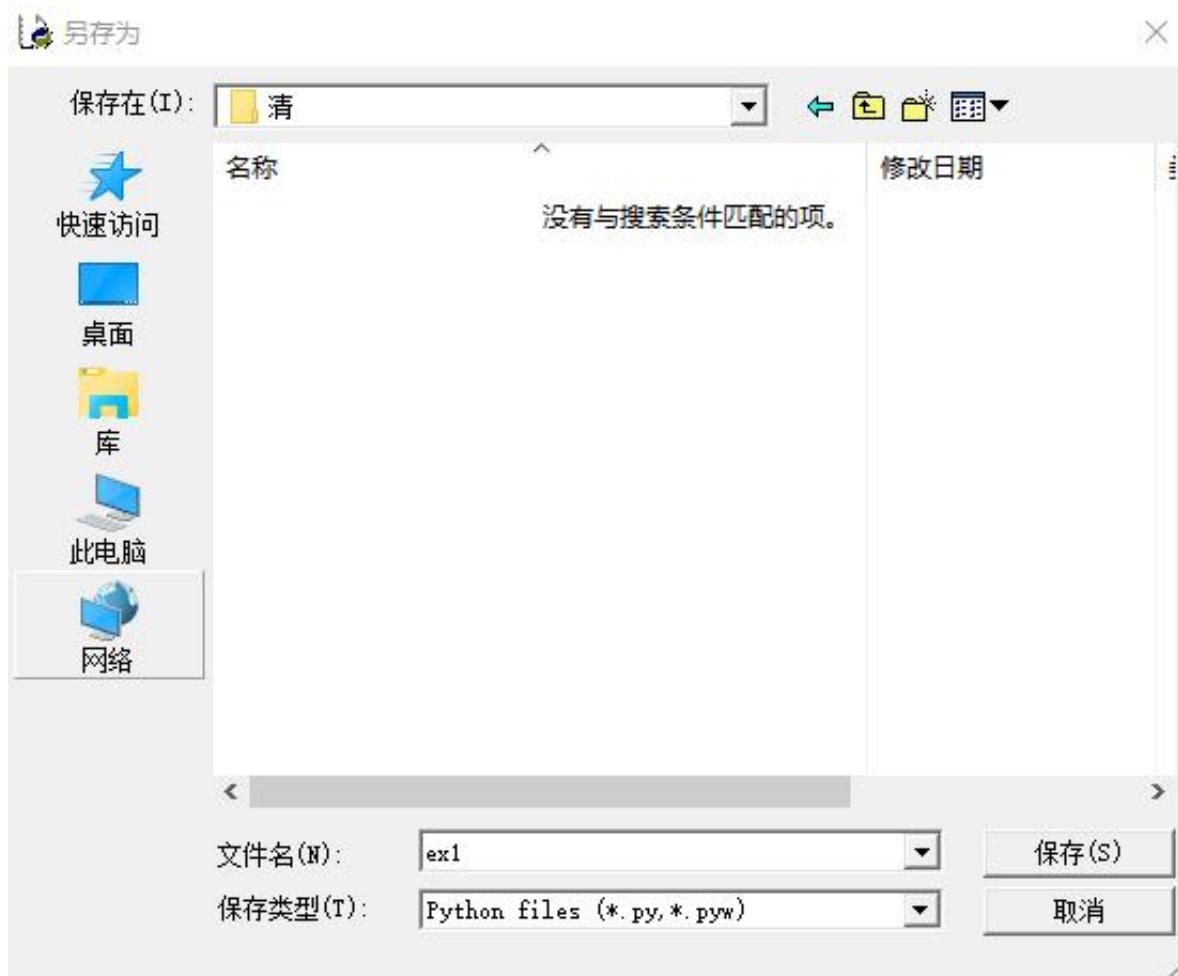 另存为
保存在(I):
清
名称
修改日期
没有与搜索条件匹配的项。
快速访问
桌面
库
此电脑
网络
文件名(N):
ex1
保存(S)
保存类型(T):
Python files (*.py,*.pyw)
取消